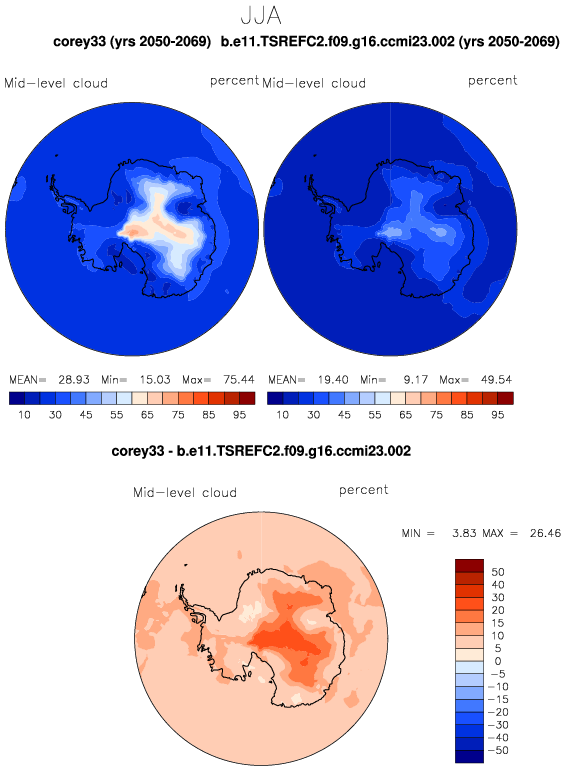 JJA
corey33 (yrs 2050-2069) b.e11.TSREFC2.f09.g16.ccmi23.002 (yrs 2050-2069)
Mid-level cloud percent Mid-level cloud percent
MEAN= 28.93 Min= 15.03 Max= 75.44 MEAN= 19.40 Min= 9.17 Max= 49.54
10 30 45 55 65 75 85 95 10 30 45 55 65 75 85 95
corey33 - b.e11.TSREFC2.f09.g16.ccmi23.002
Mid-level cloud percent
MIN = 3.83 MAX = 26.46
50
40
30
20
15
10
5
0
-5
-10
-15
-20
-30
-40
-50